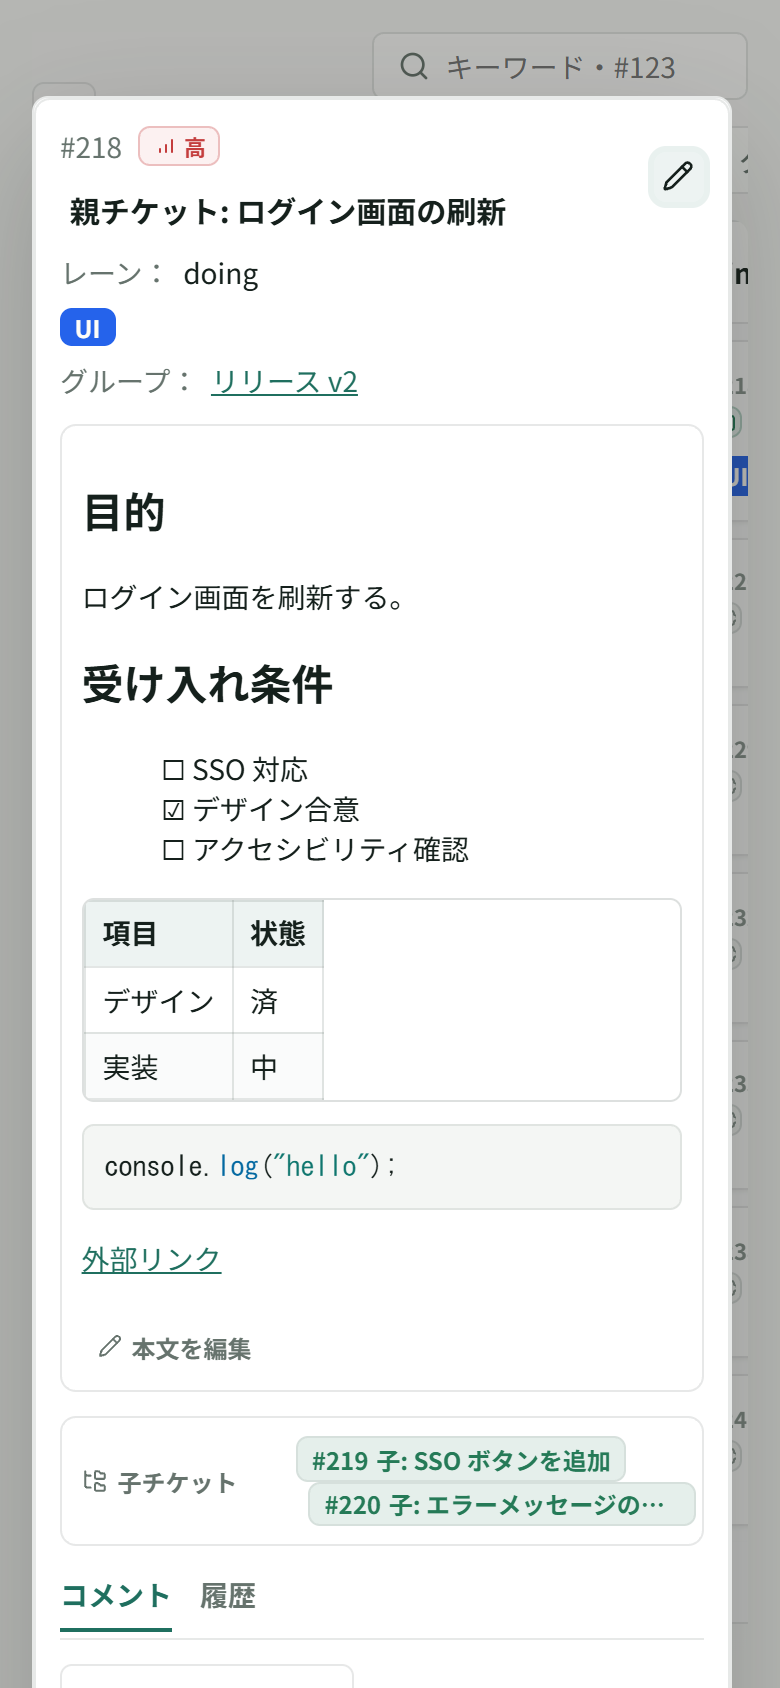 キーワード・#123
#218 高
親チケット: ログイン画面の刷新
レーン： doing
UI
グループ： リリース v2
目的
ログイン画面を刷新する。
受け入れ条件
☐ SSO 対応
☑ デザイン合意
☐ アクセシビリティ確認
項目 状態
デザイン 済
実装 中
console.log("hello");
外部リンク
本文を編集
子チケット
#219 子: SSO ボタンを追加
#220 子: エラーメッセージの…
コメント 履歴